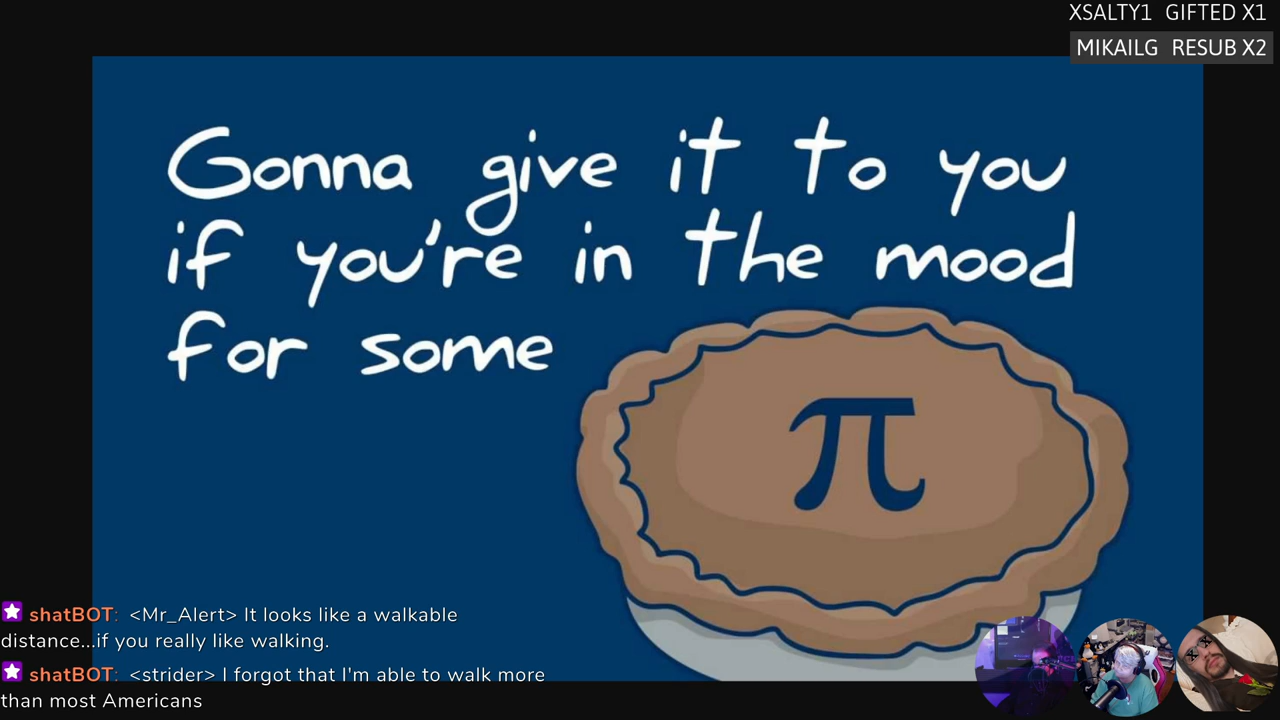 XSALTY1 GIFTED X1
MIKAILG RESUB X2
Gonna give it to you
if you're in the mood
for some
π
shatBOT: <Mr_Alert> It looks like a walkable
distance...if you really like walking.
shatBOT: <strider> I forgot that I'm able to walk more
than most Americans